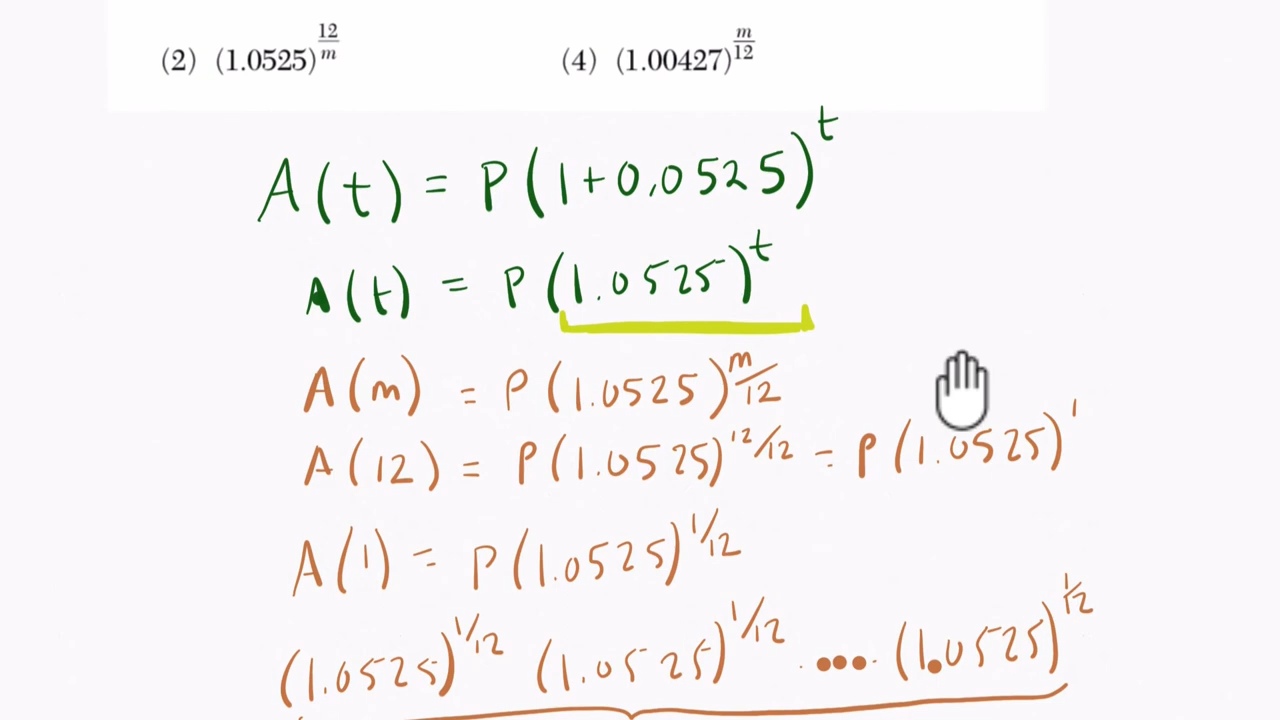 (2) (1.0525)^(12/m) (4) (1.00427)^(m/12)
A(t) = P(1+0.0525)^t
A(t) = P(1.0525)^t
A(m) = P(1.0525)^m/12
A(12) = P(1.0525)^12/12 = P(1.0525)^1
A(1) = P(1.0525)^1/12
(1.0525)^1/12 (1.0525)^1/12 .•••. (1.0525)^1/12